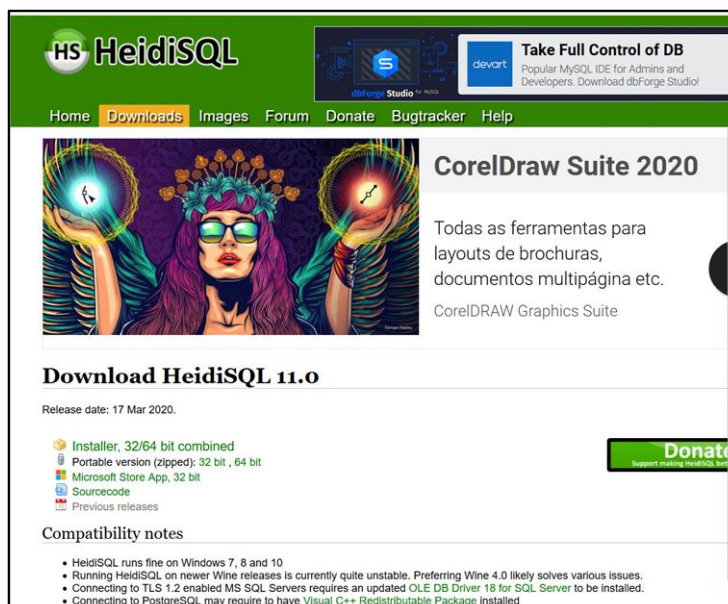 HS HeidiSQL
dbForge Studio for MySQL
devart
Take Full Control of DB
Popular MySQL IDE for Admins and
Developers. Download dbForge Studio!
Home Downloads Images Forum Donate Bugtracker Help
CorelDraw Suite 2020
Todas as ferramentas para
layouts de brochuras,
documentos multipágina etc.
CorelDRAW Graphics Suite
Download HeidiSQL 11.0
Release date: 17 Mar 2020.
Installer, 32/64 bit combined
Portable version (zipped): 32 bit , 64 bit
Microsoft Store App, 32 bit
Sourcecode
Previous releases
Donate
Support making HeidiSQL bet
Compatibility notes
HeidiSQL runs fine on Windows 7, 8 and 10
Running HeidiSQL on newer Wine releases is currently quite unstable. Preferring Wine 4.0 likely solves various issues.
Connecting to TLS 1.2 enabled MS SQL Servers requires an updated OLE DB Driver 18 for SQL Server to be installed.
Connecting to PostgreSQL may require to have Visual C++ Redistributable Package installed